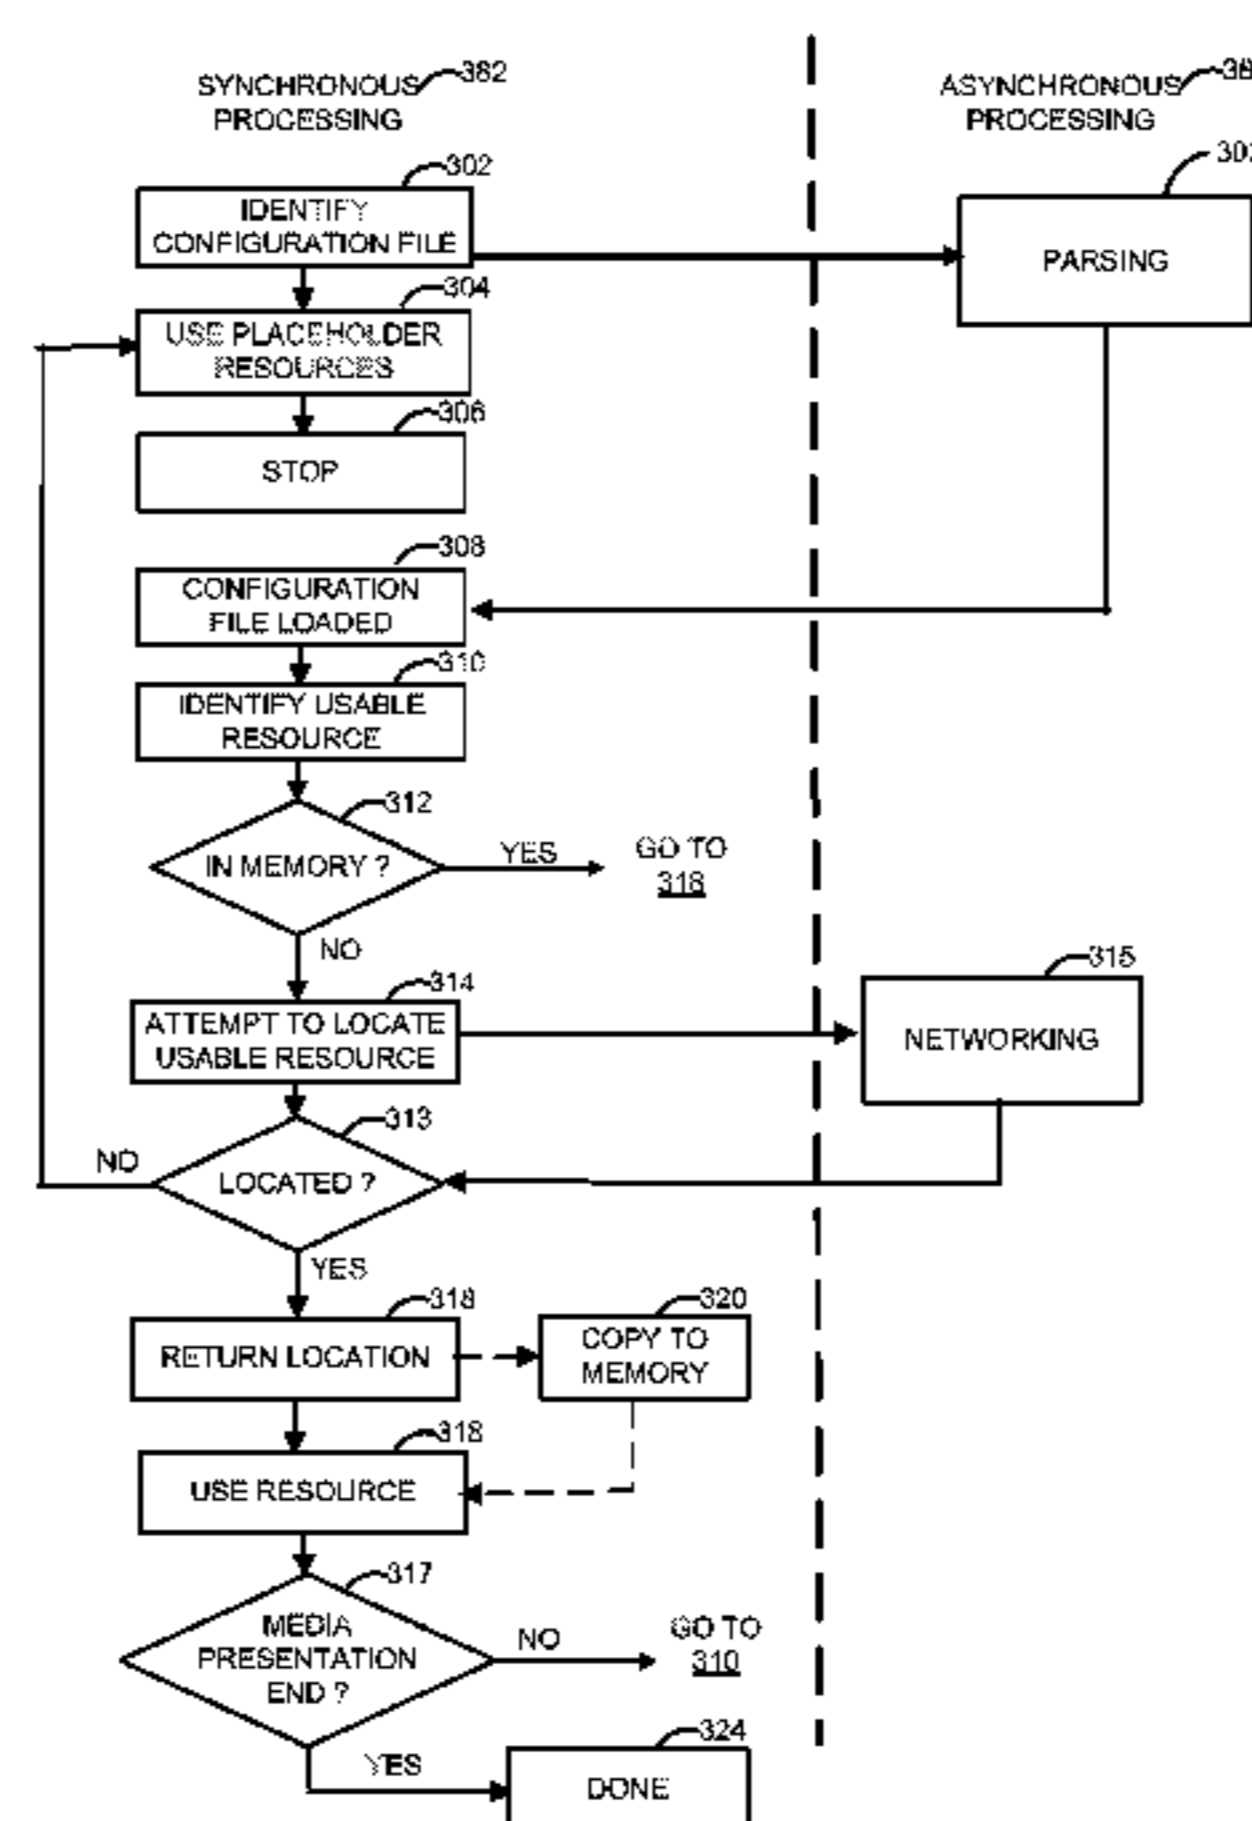 SYNCHRONOUS
PROCESSING
382
ASYNCHRONOUS
PROCESSING
302
IDENTIFY
CONFIGURATION FILE
PARSING
304
USE PLACEHOLDER
RESOURCES
306
STOP
308
CONFIGURATION
FILE LOADED
310
IDENTIFY USABLE
RESOURCE
312
IN MEMORY ?
YES
GO TO
318
NO
314
ATTEMPT TO LOCATE
USABLE RESOURCE
315
NETWORKING
313
LOCATED ?
NO
YES
318
RETURN LOCATION
320
COPY TO
MEMORY
318
USE RESOURCE
317
MEDIA
PRESENTATION
END ?
NO
GO TO
310
YES
324
DONE